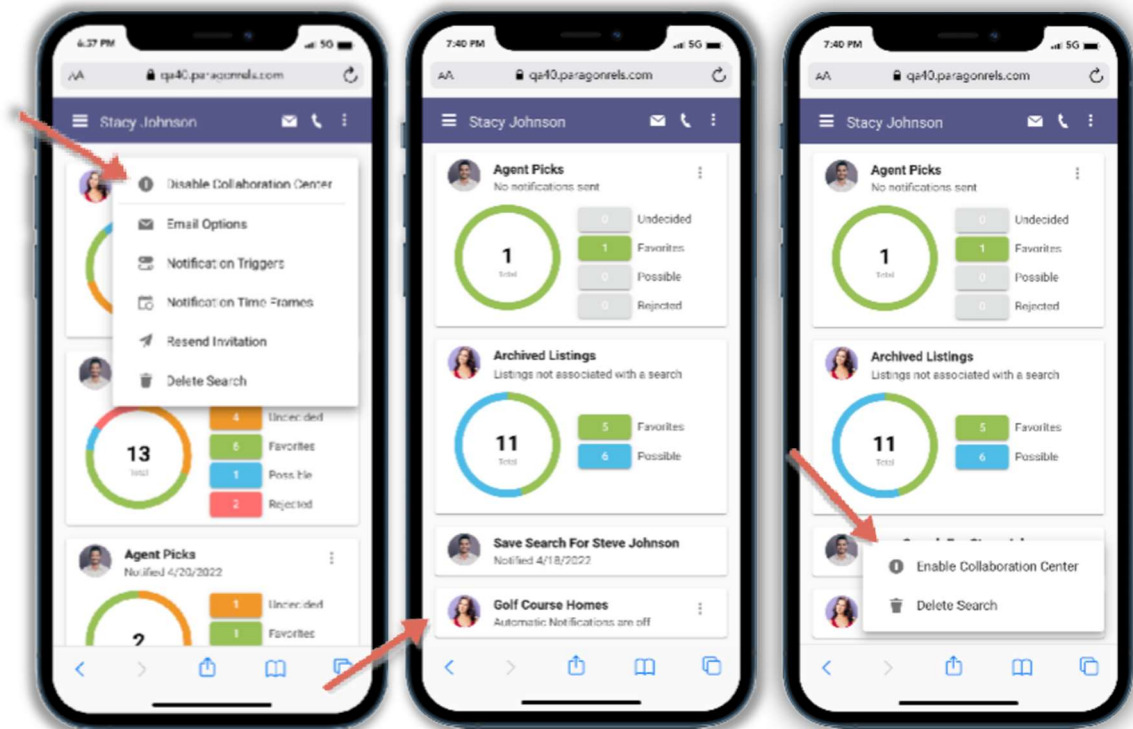 6:37 PM
5G
AA
qa40.paragonrels.com
Stacy Johnson
Disable Collaboration Center
Email Options
Notification Triggers
Notification Time Frames
Resend Invitation
Delete Search
13
Total
4 Undecided
6 Favorites
1 Possible
2 Rejected
Agent Picks
Notified 4/20/2022
2
1 Undecided
1 Favorites
7:40 PM
5G
AA
qa40.paragonrels.com
Stacy Johnson
Agent Picks
No notifications sent
1
Total
0 Undecided
1 Favorites
0 Possible
0 Rejected
Archived Listings
Listings not associated with a search
11
Total
5 Favorites
6 Possible
Save Search For Steve Johnson
Notified 4/18/2022
Golf Course Homes
Automatic Notifications are off
7:40 PM
5G
AA
qa40.paragonrels.com
Stacy Johnson
Agent Picks
No notifications sent
1
Total
0 Undecided
1 Favorites
0 Possible
0 Rejected
Archived Listings
Listings not associated with a search
11
Total
5 Favorites
6 Possible
Enable Collaboration Center
Delete Search